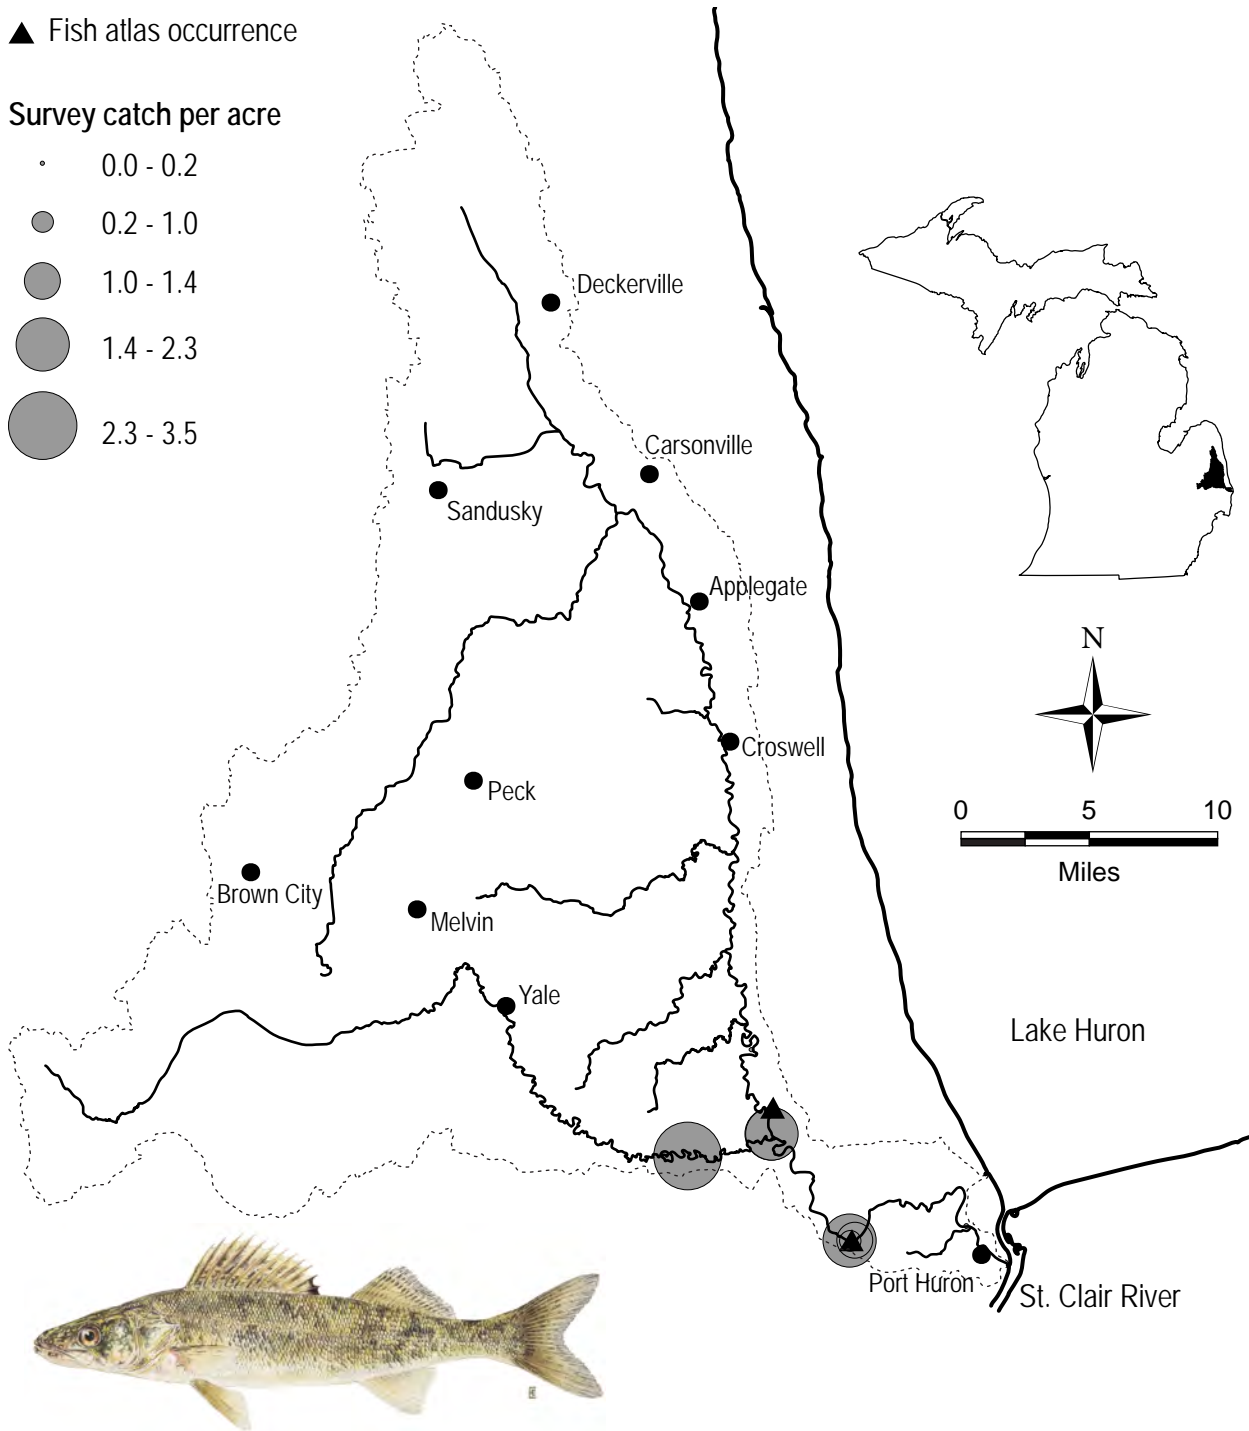 Fish atlas occurrence
Survey catch per acre
0.0 - 0.2
0.2 - 1.0
1.0 - 1.4
1.4 - 2.3
2.3 - 3.5
Deckerville
Carsonville
Sandusky
Applegate
N
Croswell
Peck
0 5 10
Miles
Brown City
Melvin
Yale
Lake Huron
Port Huron
St. Clair River